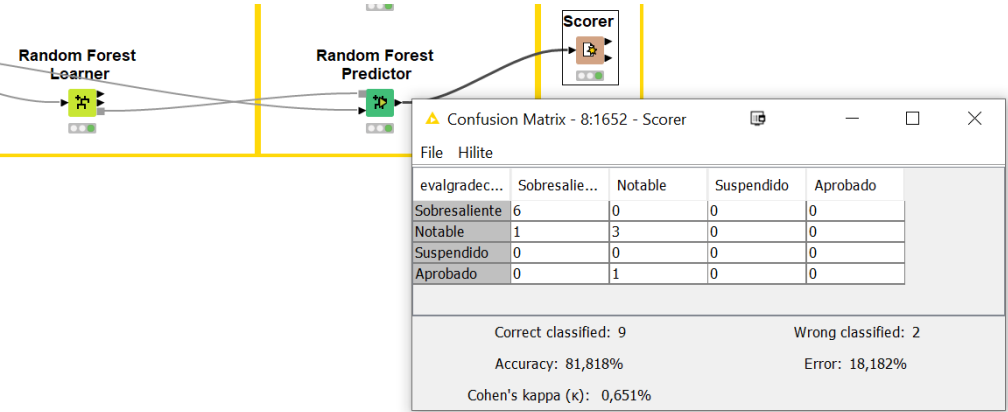 Random Forest
Learner
Random Forest
Predictor
Scorer
Confusion Matrix - 8:1652 - Scorer
File Hilite
evalgradec... Sobresalie... Notable Suspendido Aprobado
Sobresaliente 6 0 0 0
Notable 1 3 0 0
Suspendido 0 0 0 0
Aprobado 0 1 0 0
Correct classified: 9 Wrong classified: 2
Accuracy: 81,818% Error: 18,182%
Cohen's kappa (κ): 0,651%